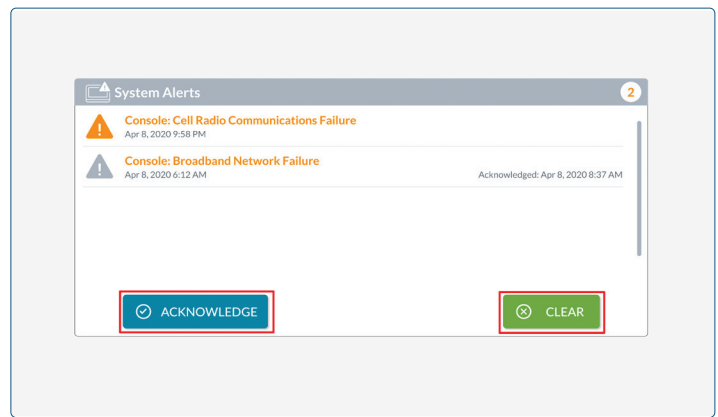 System Alerts
2
Console: Cell Radio Communications Failure
Apr 8, 2020 9:58 PM
Console: Broadband Network Failure
Apr 8, 2020 6:12 AM
Acknowledged: Apr 8, 2020 8:37 AM
ACKNOWLEDGE
CLEAR